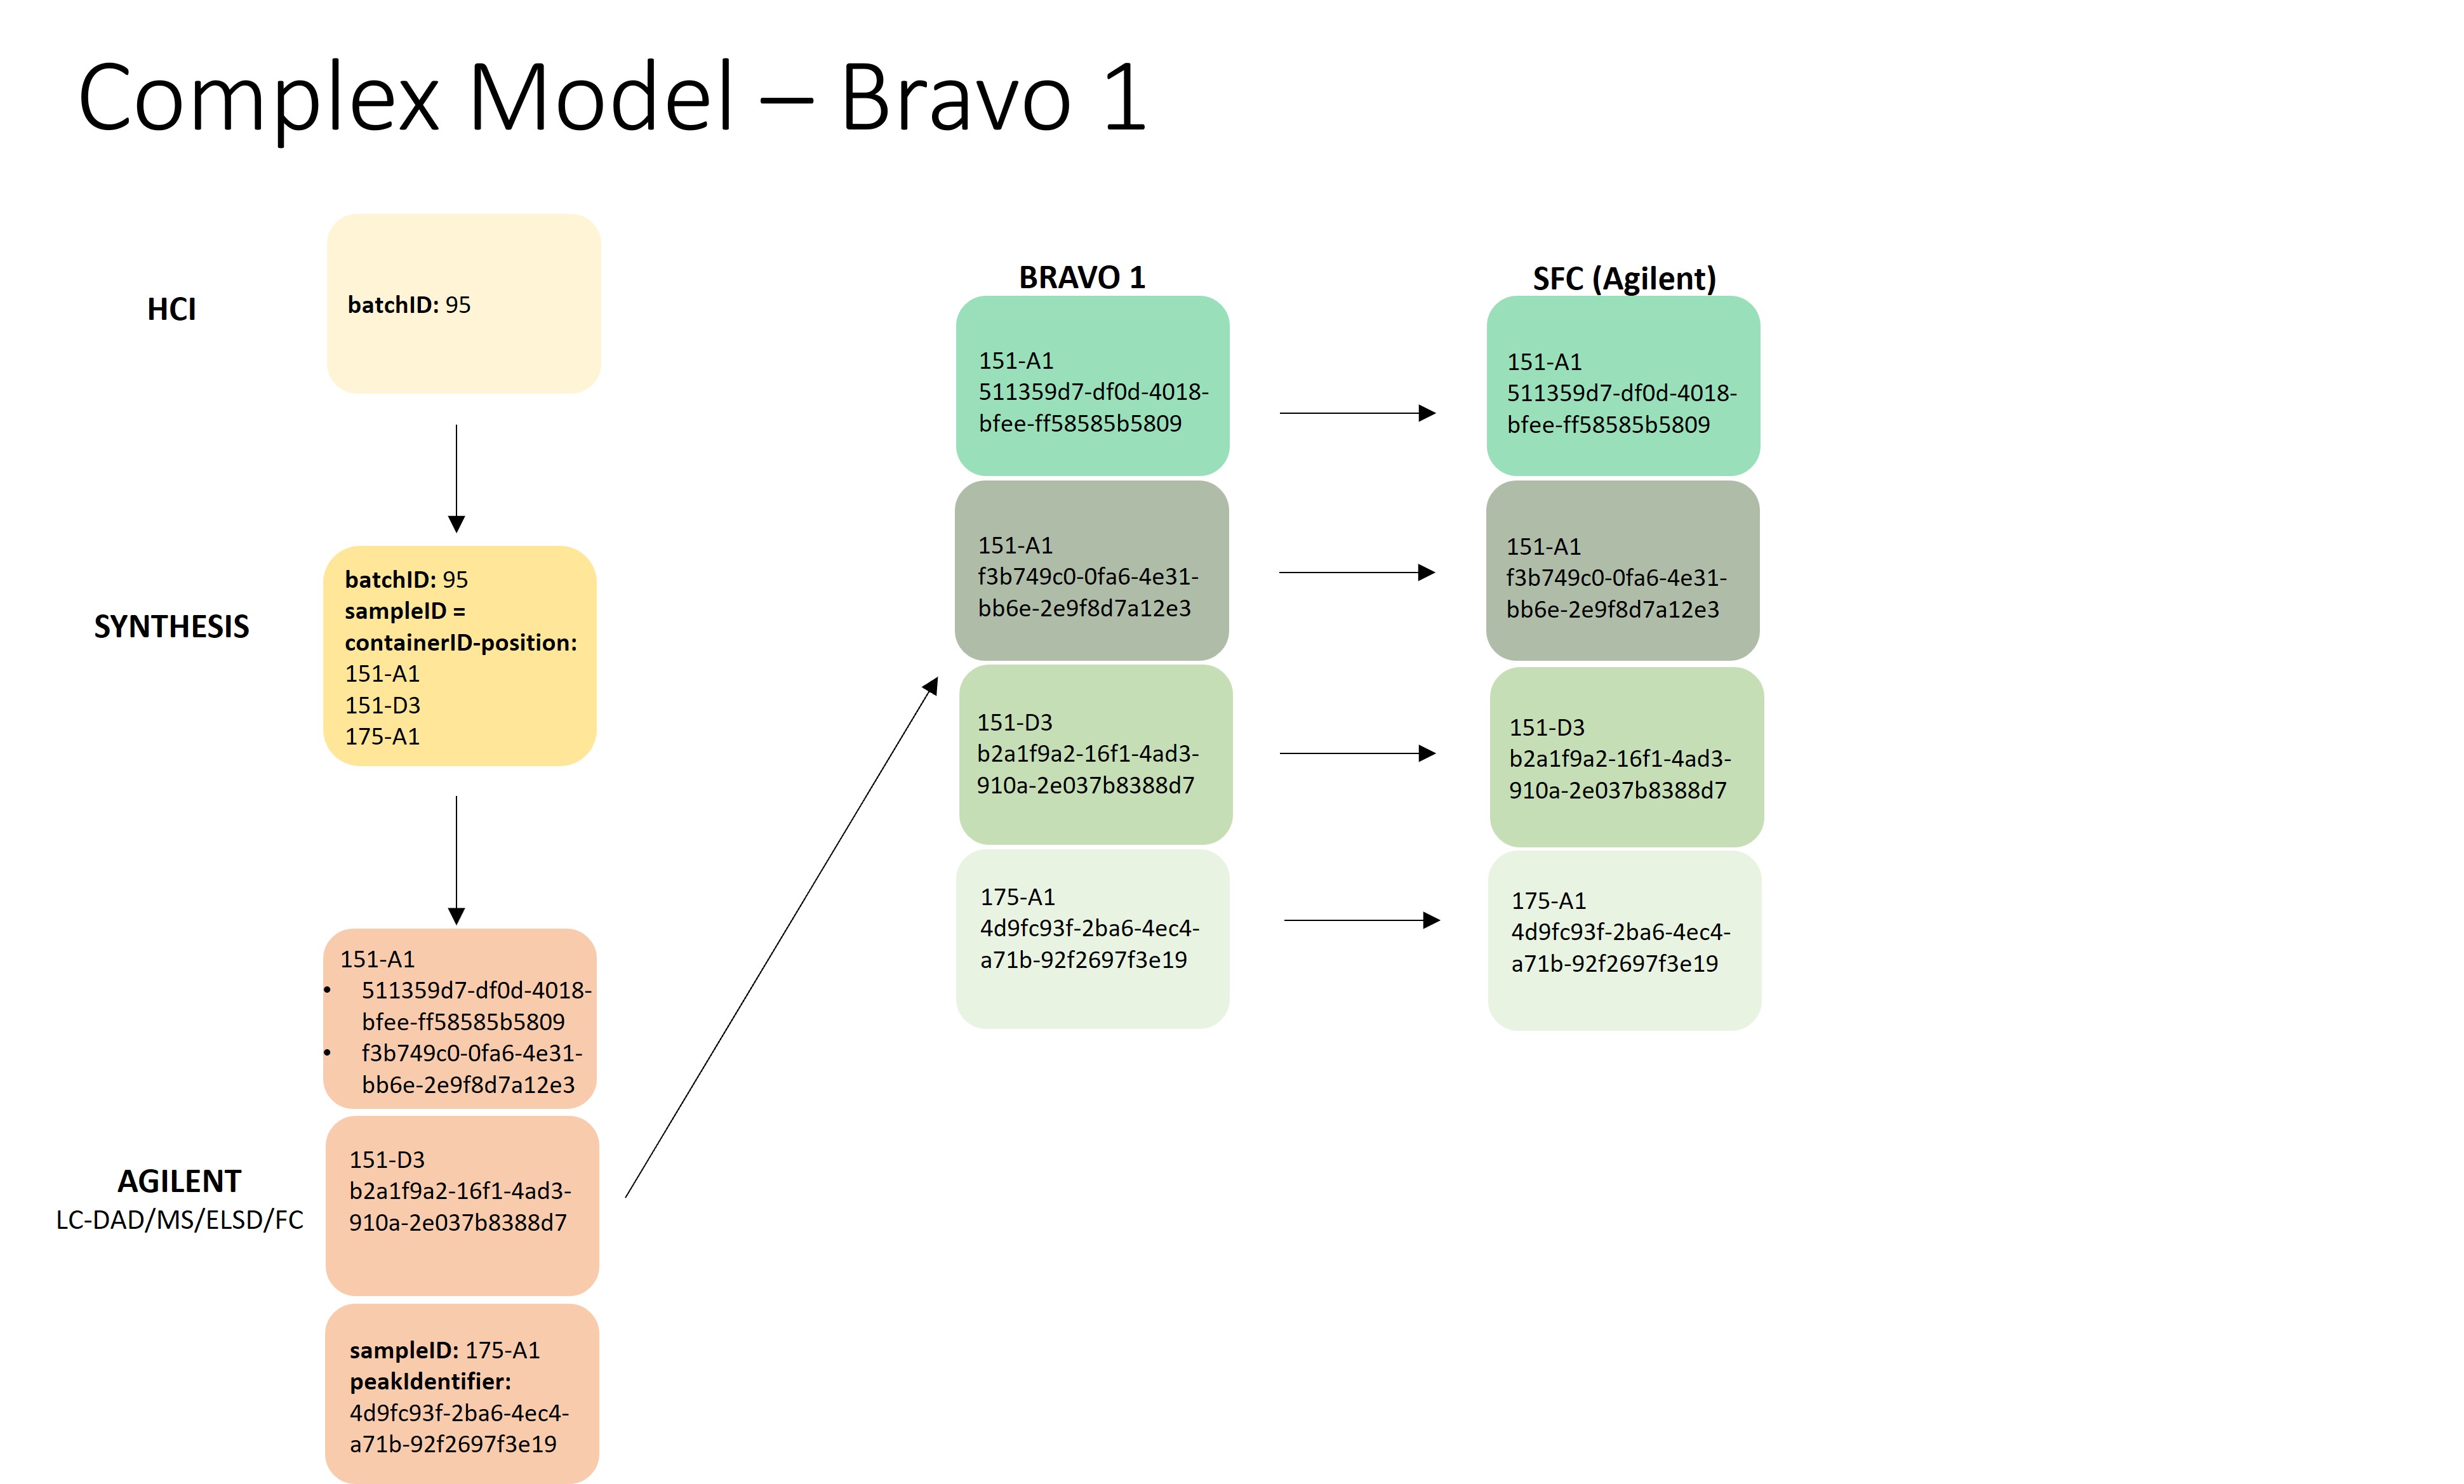 Complex Model – Bravo 1
HCI
batchID: 95
SYNTHESIS
batchID: 95
sampleID =
containerID-position:
151-A1
151-D3
175-A1
AGILENT
LC-DAD/MS/ELSD/FC
151-A1
• 511359d7-df0d-4018-
bfee-ff58585b5809
• f3b749c0-0fa6-4e31-
bb6e-2e9f8d7a12e3
151-D3
b2a1f9a2-16f1-4ad3-
910a-2e037b8388d7
sampleID: 175-A1
peakIdentifier:
4d9fc93f-2ba6-4ec4-
a71b-92f2697f3e19
BRAVO 1
151-A1
511359d7-df0d-4018-
bfee-ff58585b5809
151-A1
f3b749c0-0fa6-4e31-
bb6e-2e9f8d7a12e3
151-D3
b2a1f9a2-16f1-4ad3-
910a-2e037b8388d7
175-A1
4d9fc93f-2ba6-4ec4-
a71b-92f2697f3e19
SFC (Agilent)
151-A1
511359d7-df0d-4018-
bfee-ff58585b5809
151-A1
f3b749c0-0fa6-4e31-
bb6e-2e9f8d7a12e3
151-D3
b2a1f9a2-16f1-4ad3-
910a-2e037b8388d7
175-A1
4d9fc93f-2ba6-4ec4-
a71b-92f2697f3e19